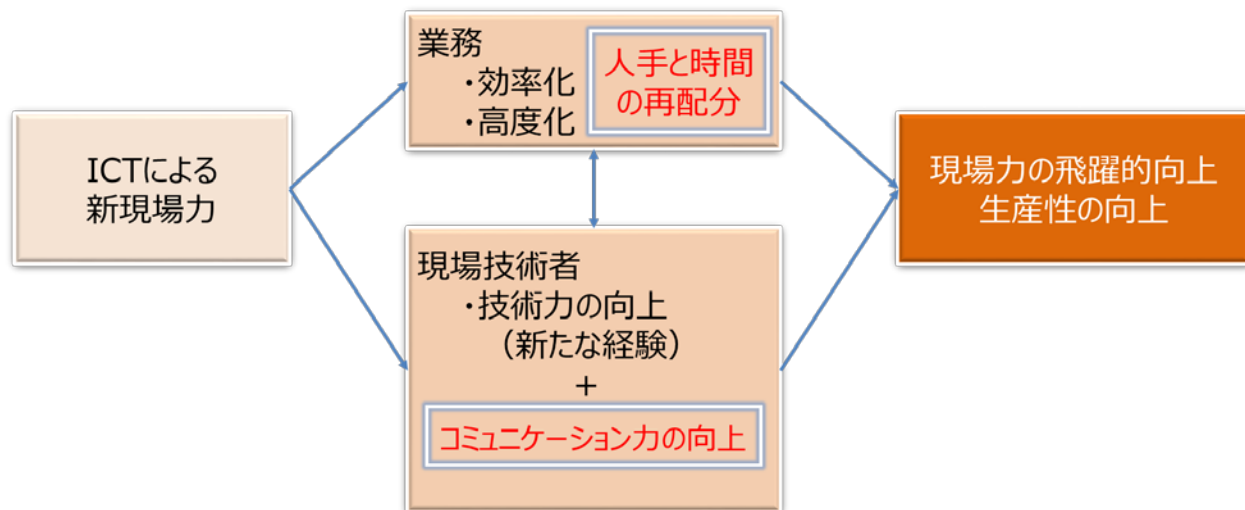 ICTによる
新現場力
業務
・効率化
・高度化
人手と時間
の再配分
現場技術者
・技術力の向上
（新たな経験）
+
コミュニケーション力の向上
現場力の飛躍的向上
生産性の向上